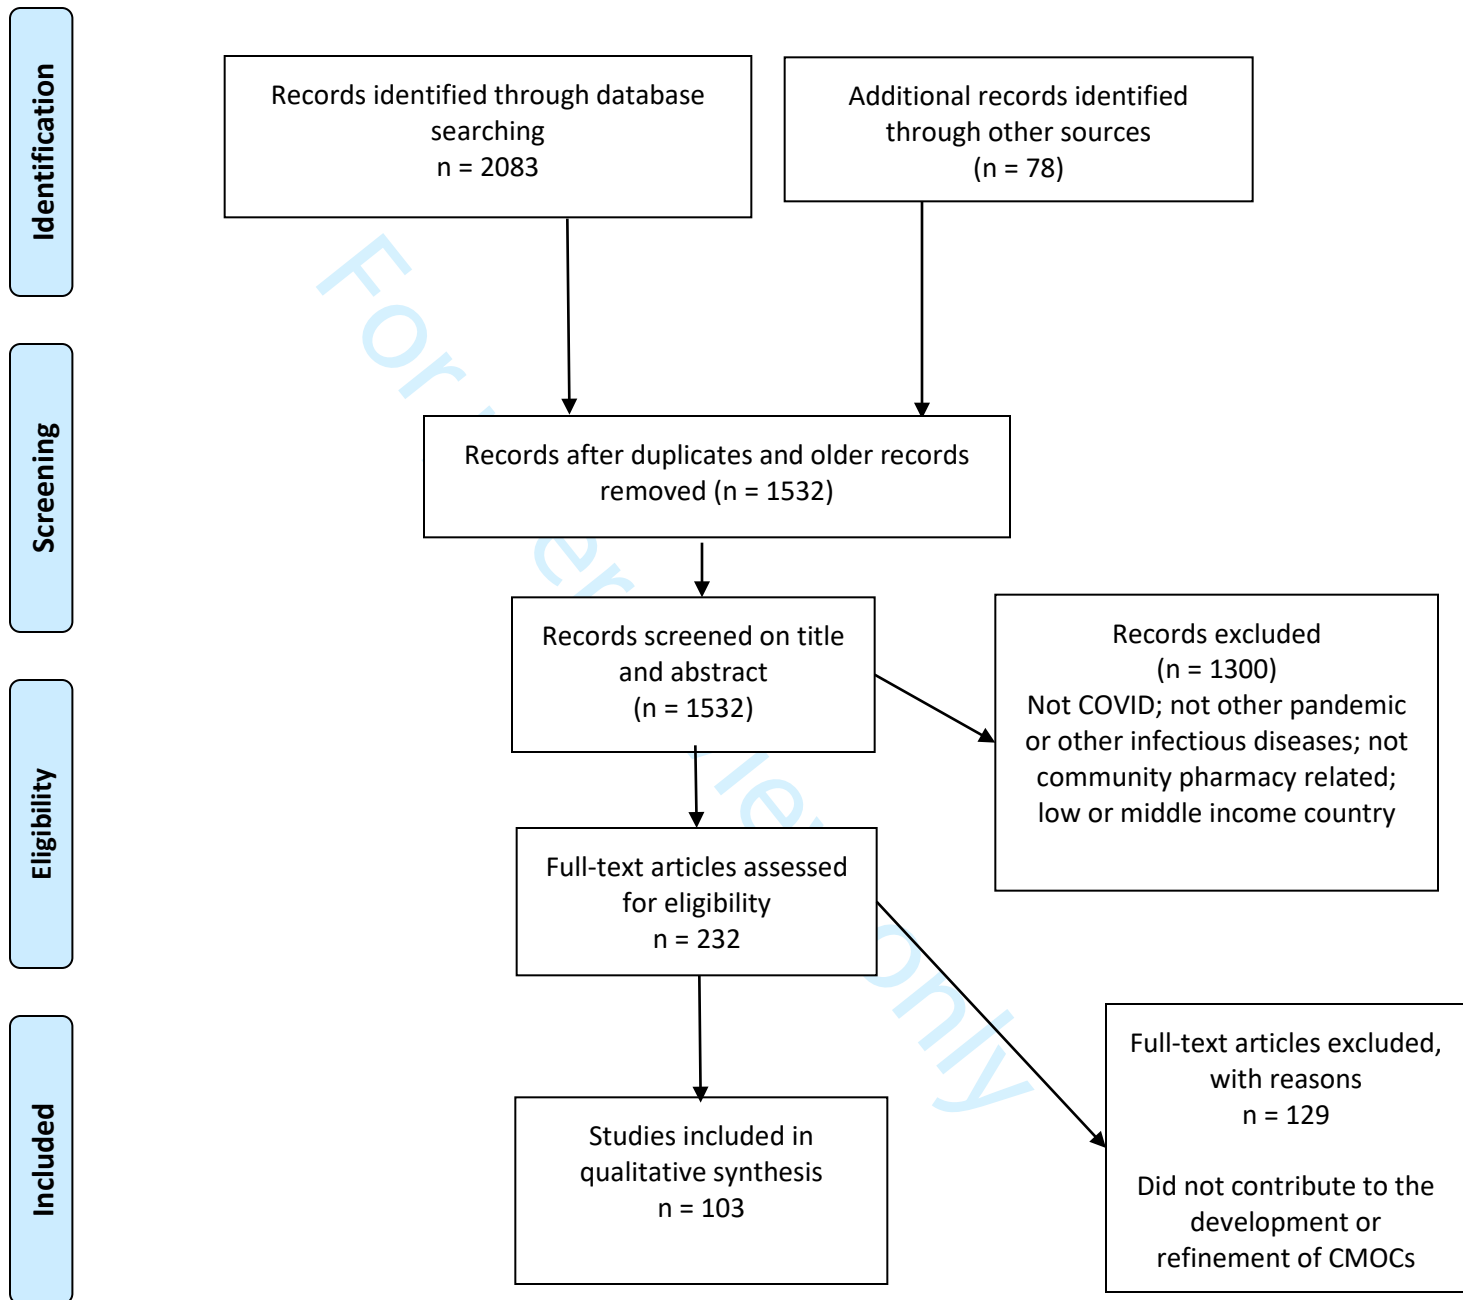 Identification
Records identified through database
searching
n = 2083
Additional records identified
through other sources
(n = 78)
Screening
Records after duplicates and older records
removed (n = 1532)
Records screened on title
and abstract
(n = 1532)
Records excluded
(n = 1300)
Not COVID; not other pandemic
or other infectious diseases; not
community pharmacy related;
low or middle income country
Eligibility
Full-text articles assessed
for eligibility
n = 232
Full-text articles excluded,
with reasons
n = 129
Did not contribute to the
development or
refinement of CMOCs
Included
Studies included in
qualitative synthesis
n = 103
For
only